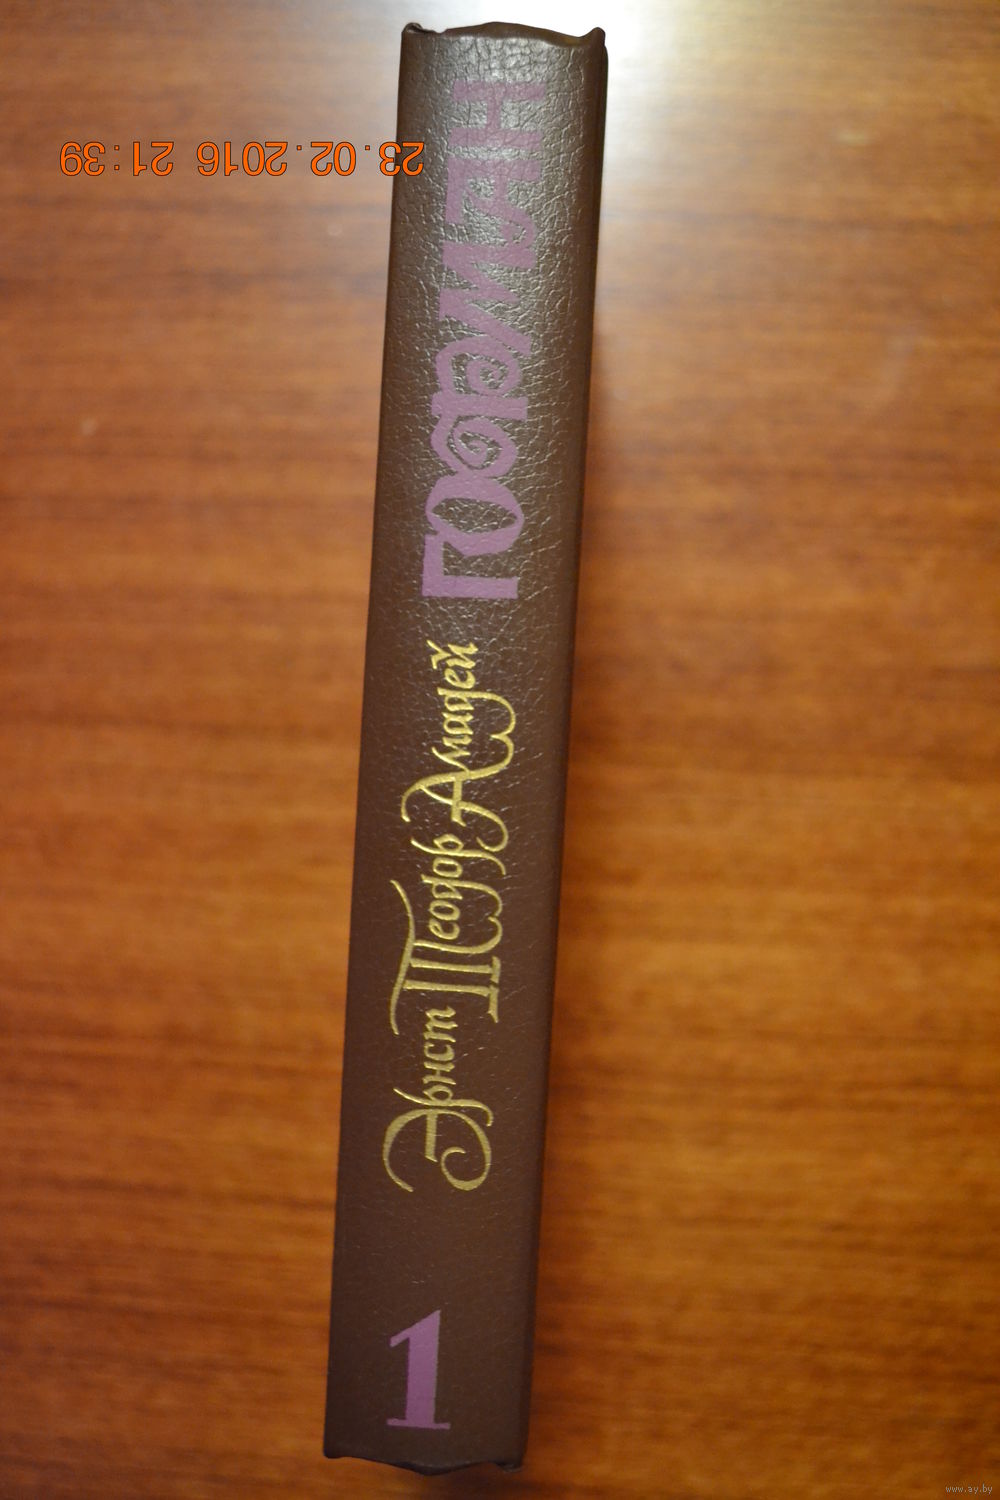 Эрнст Теодор Амадей ГОФМАН
1
23.02.2016 21:39
www.ay.by